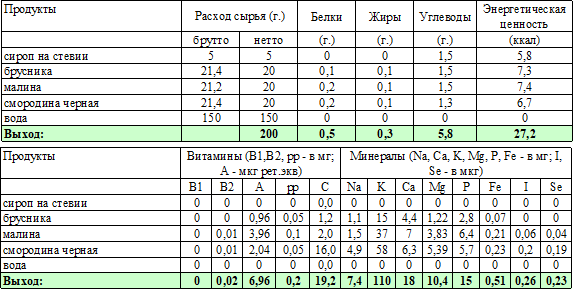 Продукты Расход сырья (г.) Белки Жиры Углеводы Энергетическая ценность
брутто нетто (г.) (г.) (г.) (ккал)
сироп на стевии 5 5 0 0 1,5 5,8
брусника 21,4 20 0,1 0,1 1,5 7,3
малина 21,2 20 0,2 0,1 1,5 7,4
смородина черная 21,4 20 0,2 0,1 1,3 6,7
вода 150 150 0 0 0 0
Выход: 200 0,5 0,3 5,8 27,2
Продукты Витамины (B1,B2, pp - в мг; А - мкг рет.экв) Минералы (Na, Ca, K, Mg, P, Fe - в мг; I, Se - в мкг)
B1 B2 A pp C Na K Ca Mg P Fe I Se
сироп на стевии 0 0 0 0 0,0 0 0 0 0 0 0 0 0
брусника 0 0 0,96 0,05 1,2 1,1 15 4,4 1,22 2,8 0,07 0 0
малина 0 0,01 3,96 0,1 2,0 1,5 37 7 3,83 6,4 0,21 0,06 0,04
смородина черная 0 0,01 2,04 0,05 16,0 4,9 58 6,3 5,39 5,7 0,23 0,2 0,19
вода 0 0 0 0 0,0 0 0 0 0 0 0 0 0
Выход: 0 0,02 6,96 0,2 19,2 7,4 110 18 10,4 15 0,51 0,26 0,23